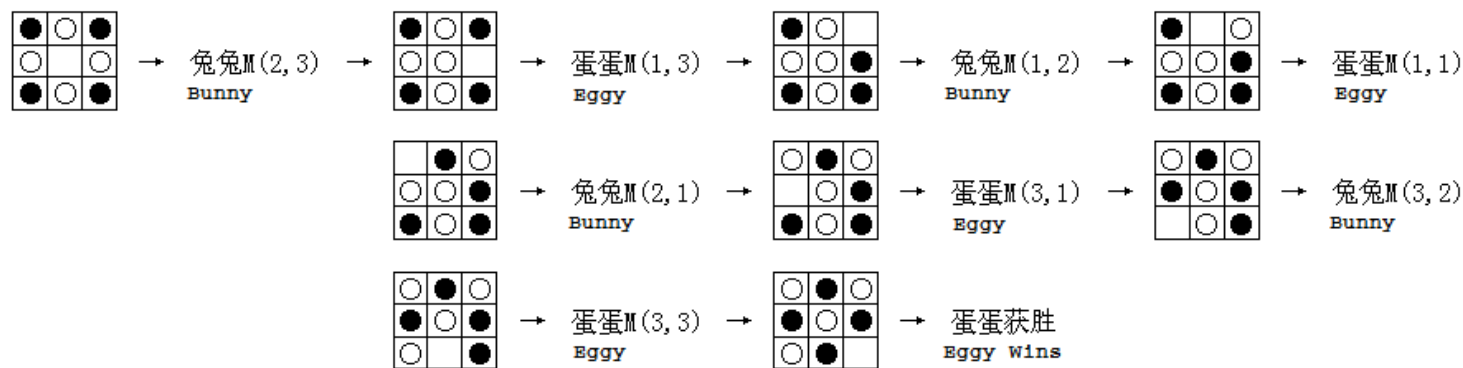 兔兔M(2,3)
Bunny
蛋蛋M(1,3)
Eggy
兔兔M(1,2)
Bunny
蛋蛋M(1,1)
Eggy
兔兔M(2,1)
Bunny
蛋蛋M(3,1)
Eggy
兔兔M(3,2)
Bunny
蛋蛋M(3,3)
Eggy
蛋蛋获胜
Eggy Wins